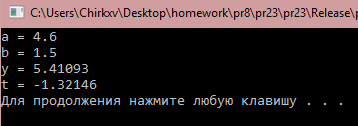 C:\Users\Chirkxv\Desktop\homework\pr8\pr23\pr23\Release\
a = 4.6
b = 1.5
y = 5.41093
t = -1.32146
Для продолжения нажмите любую клавишу . . .